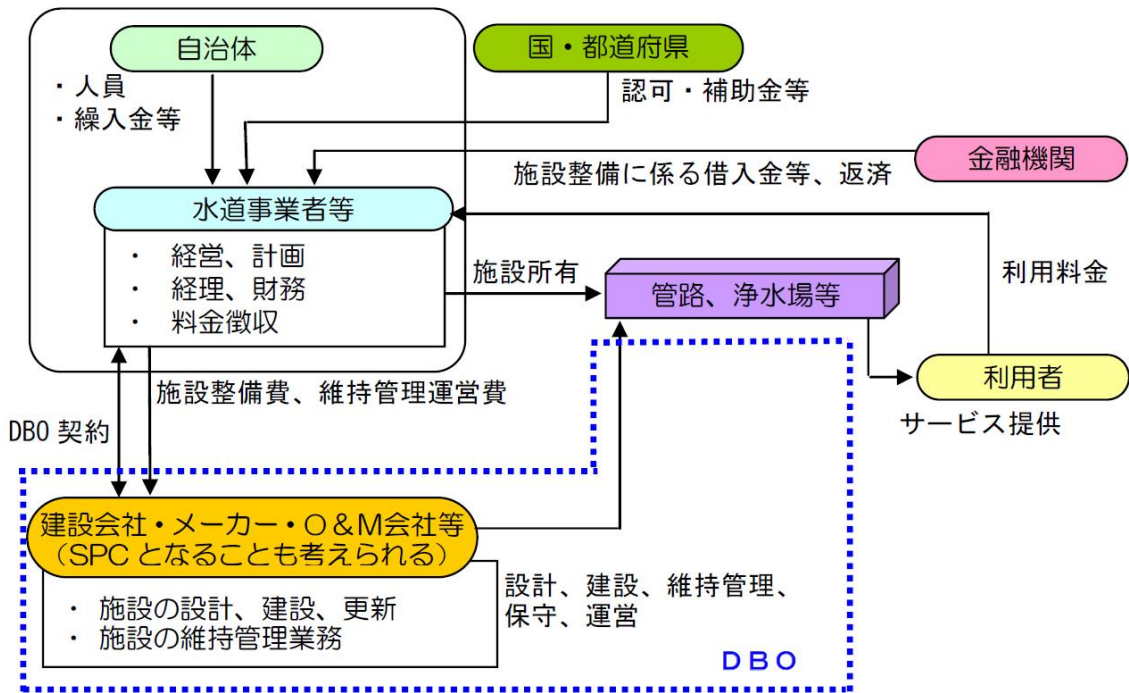 自治体
・人員
・繰入金等
国・都道府県
認可・補助金等
金融機関
施設整備に係る借入金等、返済
水道事業者等
・ 経営、計画
・ 経理、財務
・ 料金徴収
施設所有
管路、浄水場等
利用料金
利用者
サービス提供
施設整備費、維持管理運営費
DBO 契約
建設会社・メーカー・O&M会社等
(SPC となることも考えられる)
・ 施設の設計、建設、更新
・ 施設の維持管理業務
設計、建設、維持管理、
保守、運営
DBO